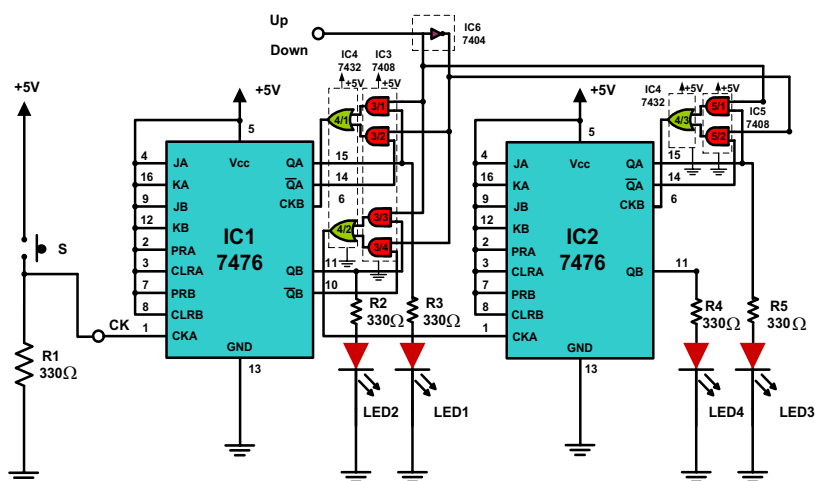 Up
Down
IC6
7404
IC4
7432
IC3
7408
+5V
+5V
4/1
3/1
3/2
4/2
3/3
3/4
IC4
7432
+5V
+5V
4/3
5/1
5/2
IC5
7408
+5V
S
R1
330Ω
CK
+5V
5
Vcc
4 JA
16 KA
9 JB
12 KB
2 PRA
3 CLRA
7 PRB
8 CLRB
1 CKA
QA 15
Q̅A 14
CKB 6
QB 11
Q̅B 10
IC1
7476
GND
13
R2
330Ω
R3
330Ω
LED2
LED1
+5V
5
Vcc
4 JA
16 KA
9 JB
12 KB
2 PRA
3 CLRA
7 PRB
8 CLRB
1 CKA
QA 15
Q̅A 14
CKB 6
QB 11
IC2
7476
GND
13
R4
330Ω
R5
330Ω
LED4
LED3